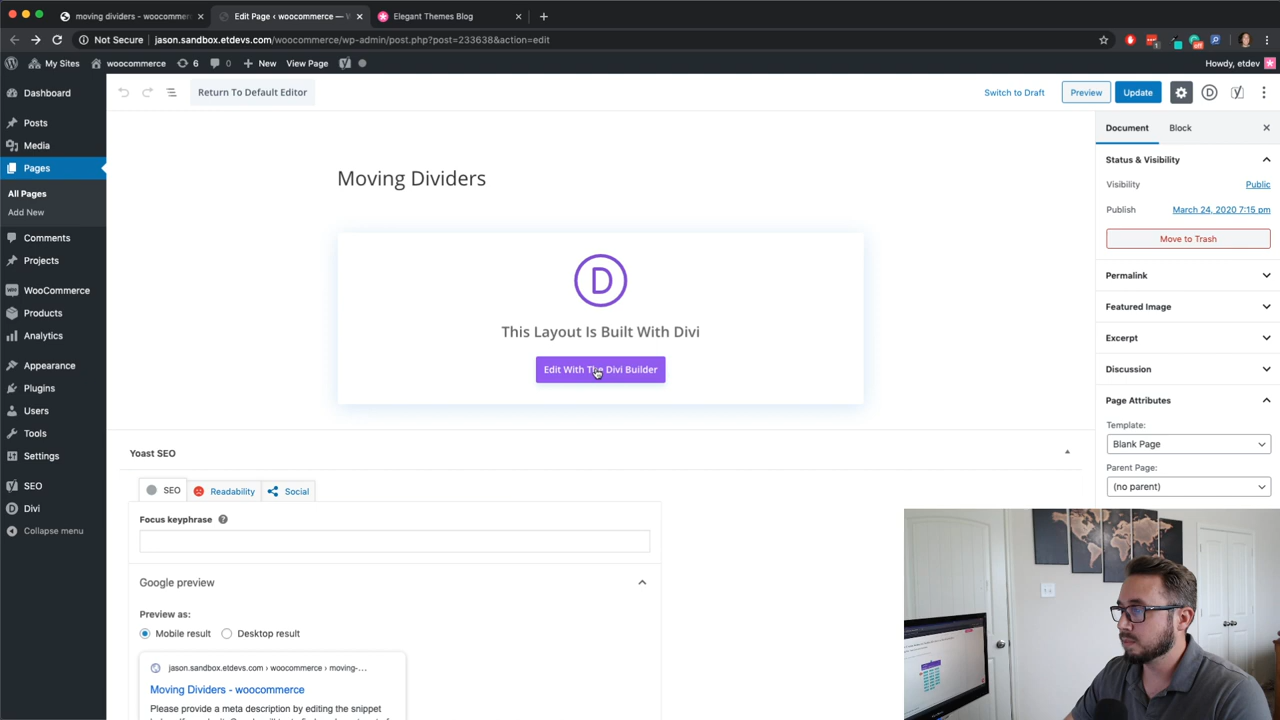 moving dividers - woocommerce
Edit Page ‹ woocommerce —
Elegant Themes Blog
Not Secure
jason.sandbox.etdevs.com/woocommerce/wp-admin/post.php?post=233638&action=edit
My Sites
woocommerce
6
0
New
View Page
Howdy, etdev
Dashboard
Posts
Media
Pages
All Pages
Add New
Comments
Projects
WooCommerce
Products
Analytics
Appearance
Plugins
Users
Tools
Settings
SEO
Divi
Collapse menu
Return To Default Editor
Switch to Draft
Preview
Update
Moving Dividers
D
This Layout Is Built With Divi
Edit With The Divi Builder
Yoast SEO
SEO
Readability
Social
Focus keyphrase
Google preview
Preview as:
Mobile result
Desktop result
jason.sandbox.etdevs.com › woocommerce › moving-...
Moving Dividers - woocommerce
Please provide a meta description by editing the snippet
Document
Block
Status & Visibility
Visibility
Public
Publish
March 24, 2020 7:15 pm
Move to Trash
Permalink
Featured Image
Excerpt
Discussion
Page Attributes
Template:
Blank Page
Parent Page:
(no parent)